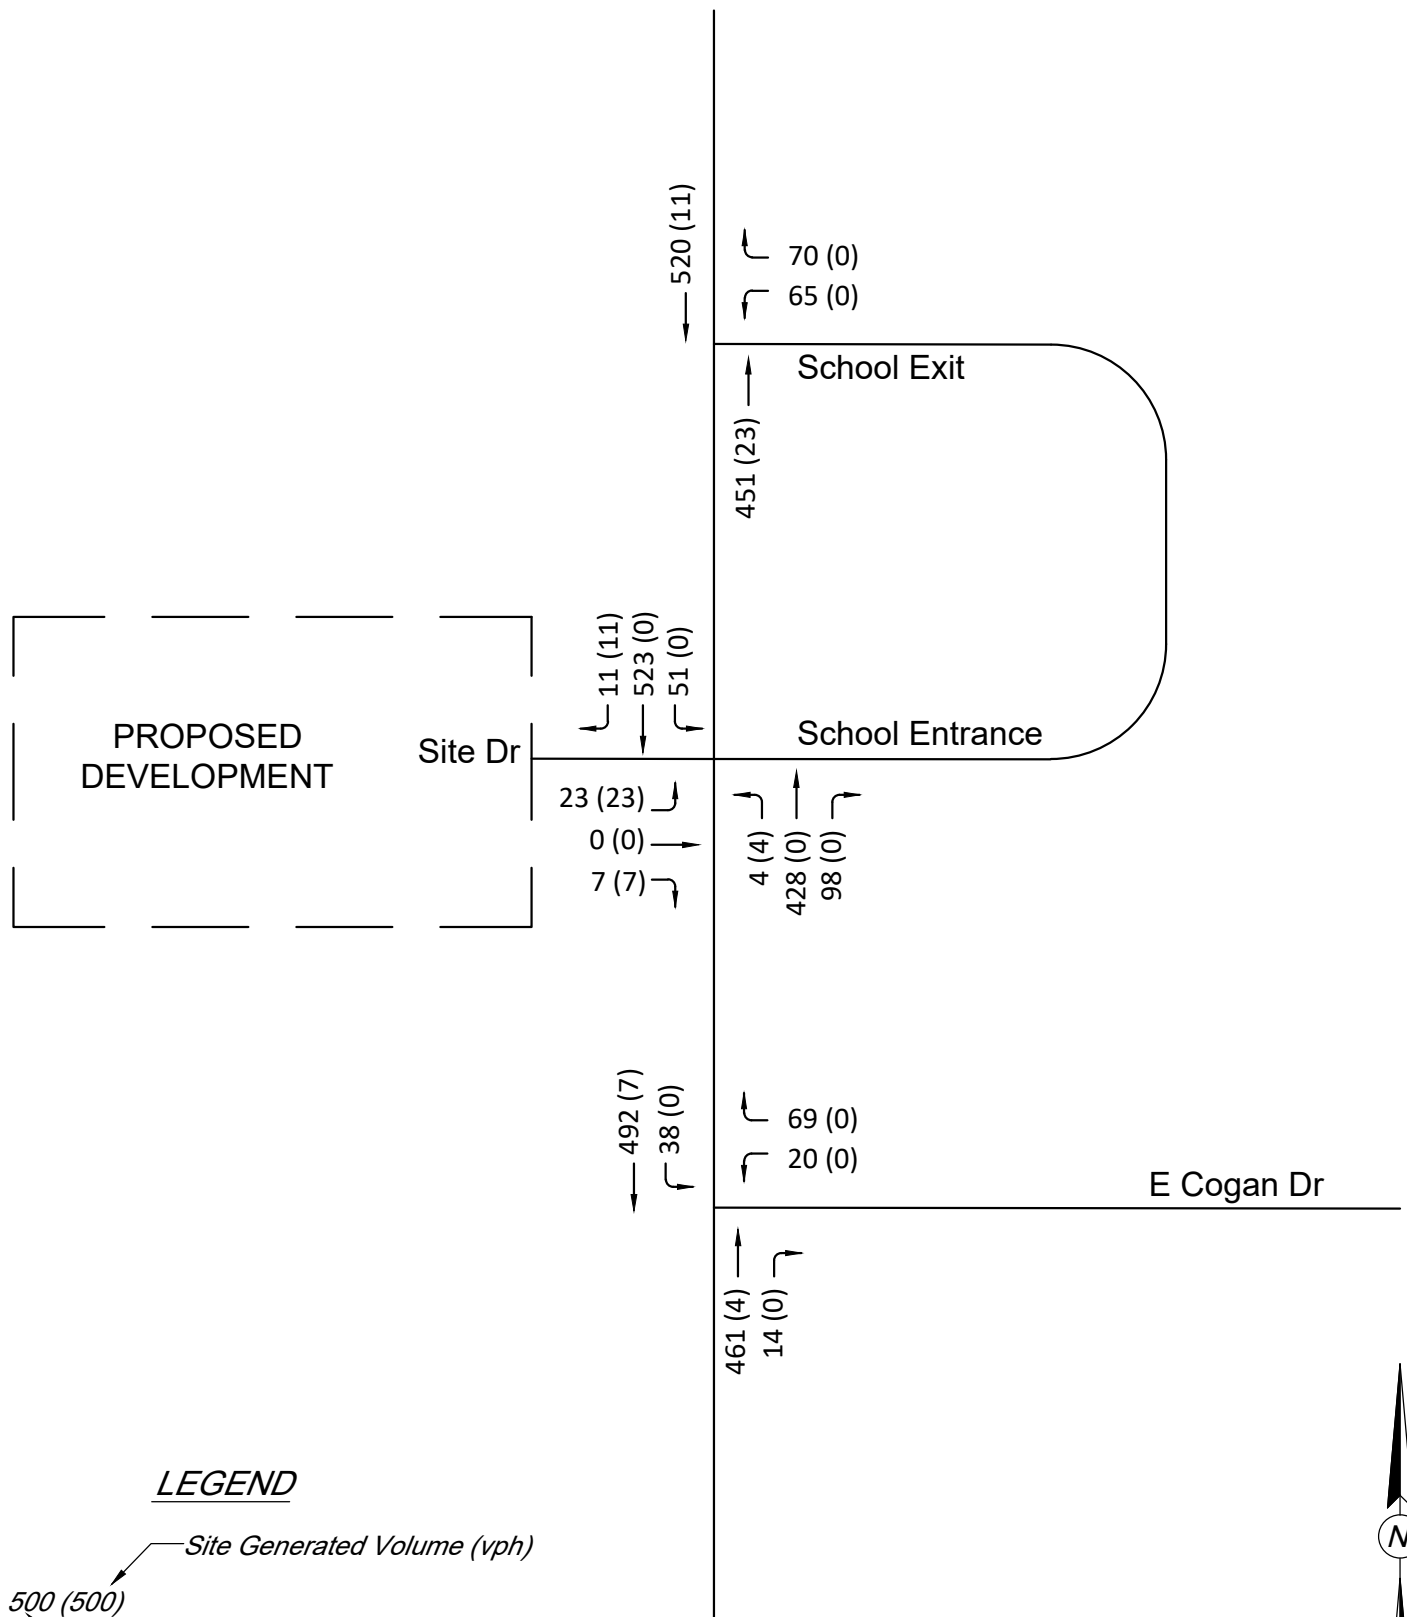 520 (11)
70 (0)
65 (0)
School Exit
451 (23)
11 (11)
523 (0)
51 (0)
PROPOSED
DEVELOPMENT
Site Dr
School Entrance
23 (23)
0 (0)
7 (7)
4 (4)
428 (0)
98 (0)
492 (7)
38 (0)
69 (0)
20 (0)
E Cogan Dr
461 (4)
14 (0)
LEGEND
Site Generated Volume (vph)
500 (500)
N